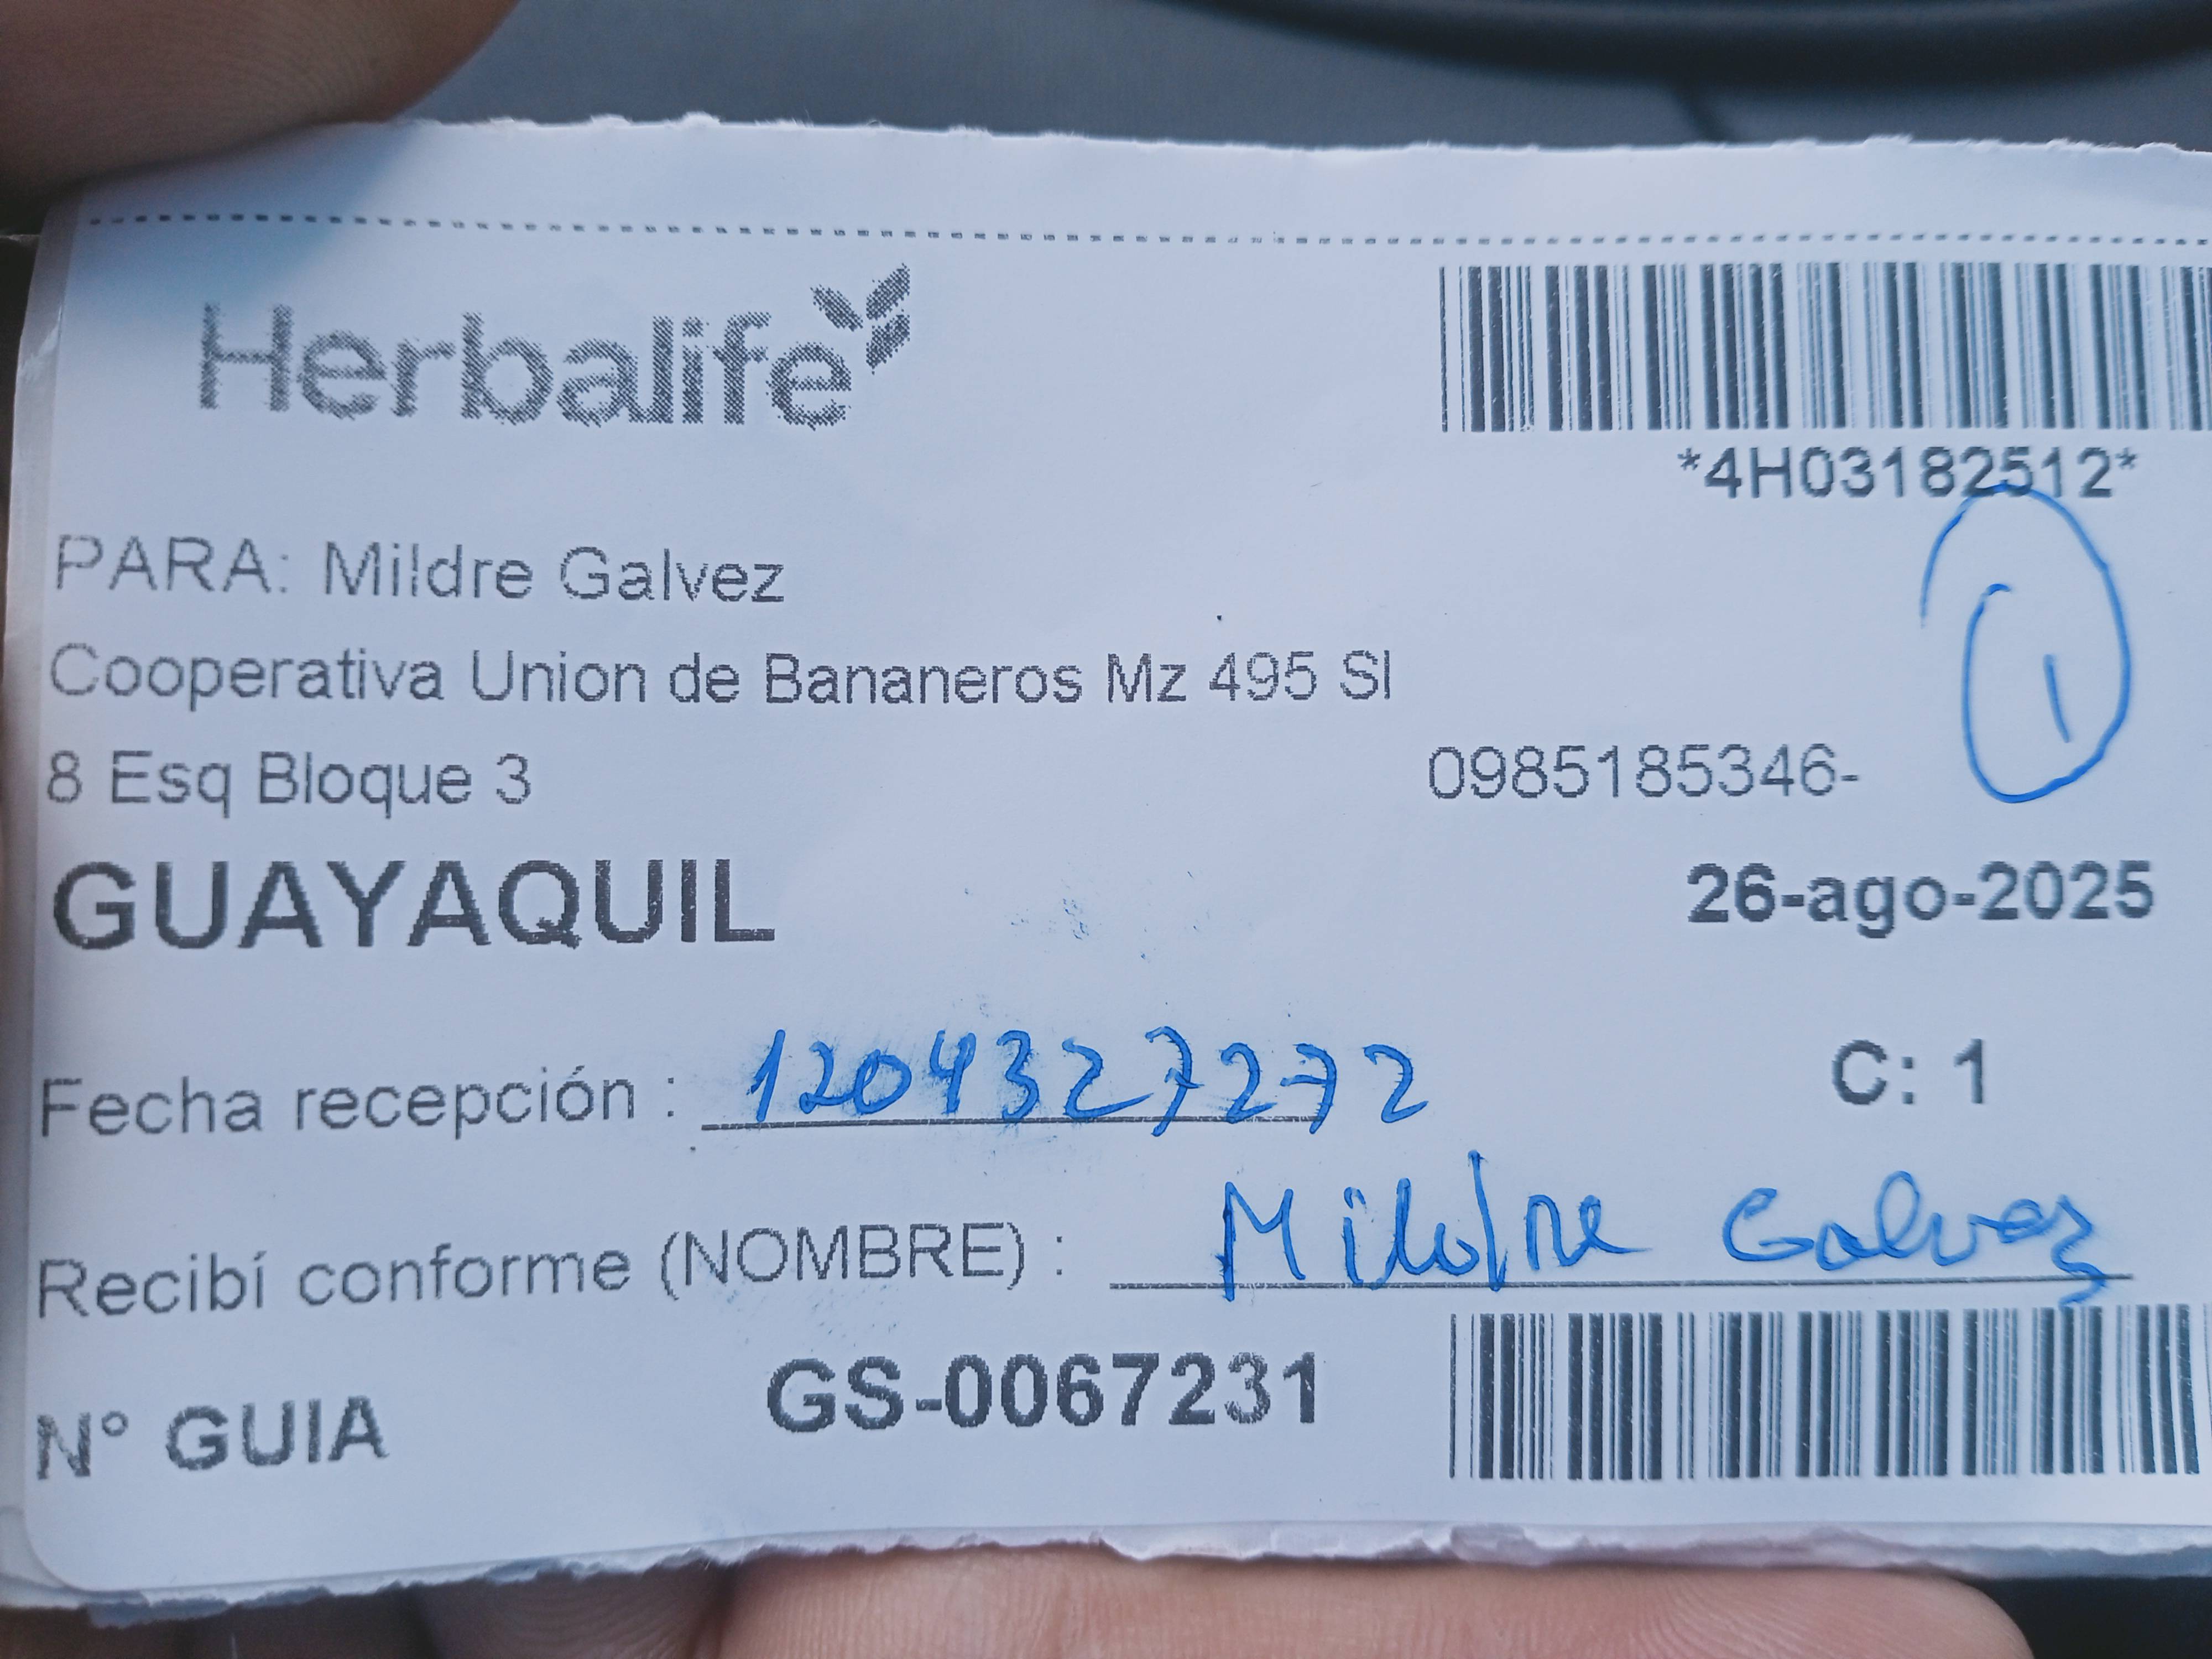 Herbalife
*4H03182512*
PARA: Mildre Galvez
Cooperativa Union de Bananeros Mz 495 Sl
8 Esq Bloque 3
0985185346-
1
GUAYAQUIL
26-ago-2025
Fecha recepción : 1204327272
C: 1
Recibí conforme (NOMBRE) : Mildre Galvez
N° GUIA GS-0067231